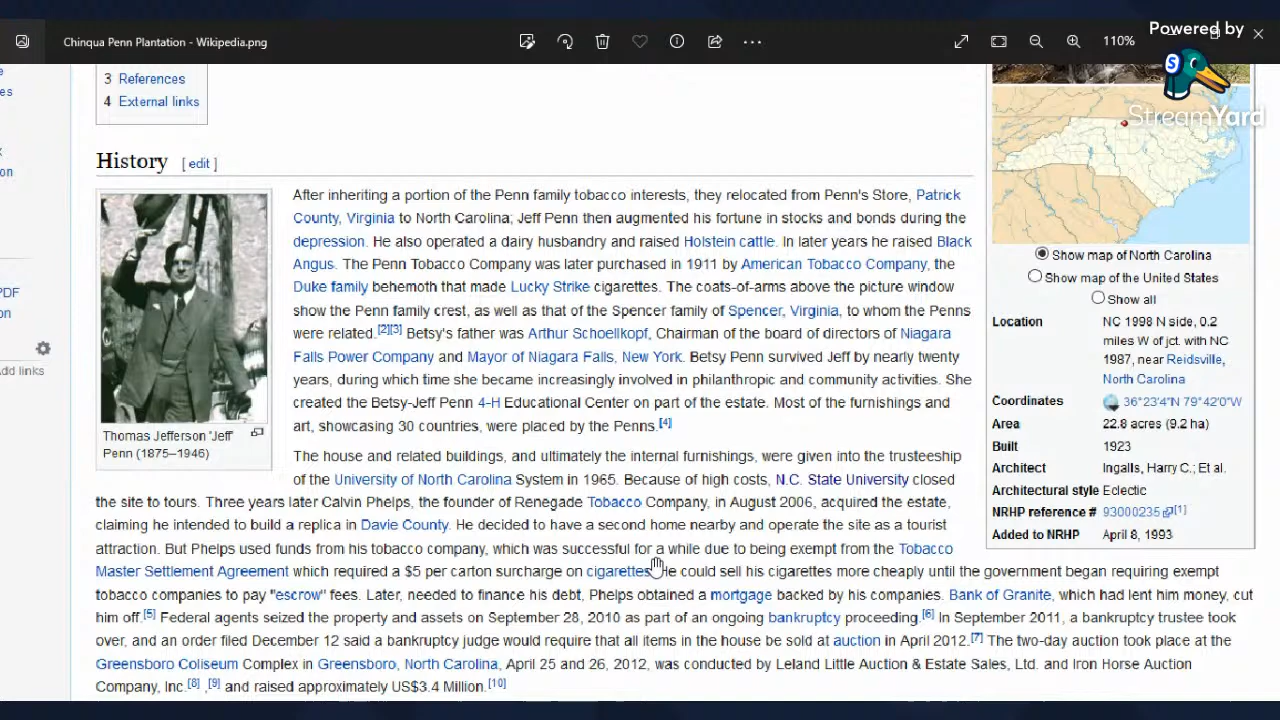 Powered by
StreamYard
Chinqua Penn Plantation - Wikipedia.png
110%
3 References
4 External links
es
x
on
PDF
on
dd links
History [ edit ]
After inheriting a portion of the Penn family tobacco interests, they relocated from Penn's Store, Patrick
County, Virginia to North Carolina; Jeff Penn then augmented his fortune in stocks and bonds during the
depression. He also operated a dairy husbandry and raised Holstein cattle. In later years he raised Black
Angus. The Penn Tobacco Company was later purchased in 1911 by American Tobacco Company, the
Duke family behemoth that made Lucky Strike cigarettes. The coats-of-arms above the picture window
show the Penn family crest, as well as that of the Spencer family of Spencer, Virginia, to whom the Penns
were related.[2][3] Betsy's father was Arthur Schoellkopf, Chairman of the board of directors of Niagara
Falls Power Company and Mayor of Niagara Falls, New York. Betsy Penn survived Jeff by nearly twenty
years, during which time she became increasingly involved in philanthropic and community activities. She
created the Betsy-Jeff Penn 4-H Educational Center on part of the estate. Most of the furnishings and
art, showcasing 30 countries, were placed by the Penns.[4]
Thomas Jefferson 'Jeff'
Penn (1875–1946)
The house and related buildings, and ultimately the internal furnishings, were given into the trusteeship
of the University of North Carolina System in 1965. Because of high costs, N.C. State University closed
the site to tours. Three years later Calvin Phelps, the founder of Renegade Tobacco Company, in August 2006, acquired the estate,
claiming he intended to build a replica in Davie County. He decided to have a second home nearby and operate the site as a tourist
attraction. But Phelps used funds from his tobacco company, which was successful for a while due to being exempt from the Tobacco
Master Settlement Agreement which required a $5 per carton surcharge on cigarettes. He could sell his cigarettes more cheaply until the government began requiring exempt
tobacco companies to pay "escrow" fees. Later, needed to finance his debt, Phelps obtained a mortgage backed by his companies. Bank of Granite, which had lent him money, cut
him off.[5] Federal agents seized the property and assets on September 28, 2010 as part of an ongoing bankruptcy proceeding.[6] In September 2011, a bankruptcy trustee took
over, and an order filed December 12 said a bankruptcy judge would require that all items in the house be sold at auction in April 2012.[7] The two-day auction took place at the
Greensboro Coliseum Complex in Greensboro, North Carolina, April 25 and 26, 2012, was conducted by Leland Little Auction & Estate Sales, Ltd. and Iron Horse Auction
Company, Inc.[8] ,[9] and raised approximately US$3.4 Million.[10]
Show map of North Carolina
Show map of the United States
Show all
Location NC 1998 N side, 0.2
miles W of jct. with NC
1987, near Reidsville,
North Carolina
Coordinates 36°23′4″N 79°42′0″W
Area 22.8 acres (9.2 ha)
Built 1923
Architect Ingalls, Harry C.; Et al.
Architectural style Eclectic
NRHP reference # 93000235[1]
Added to NRHP April 8, 1993